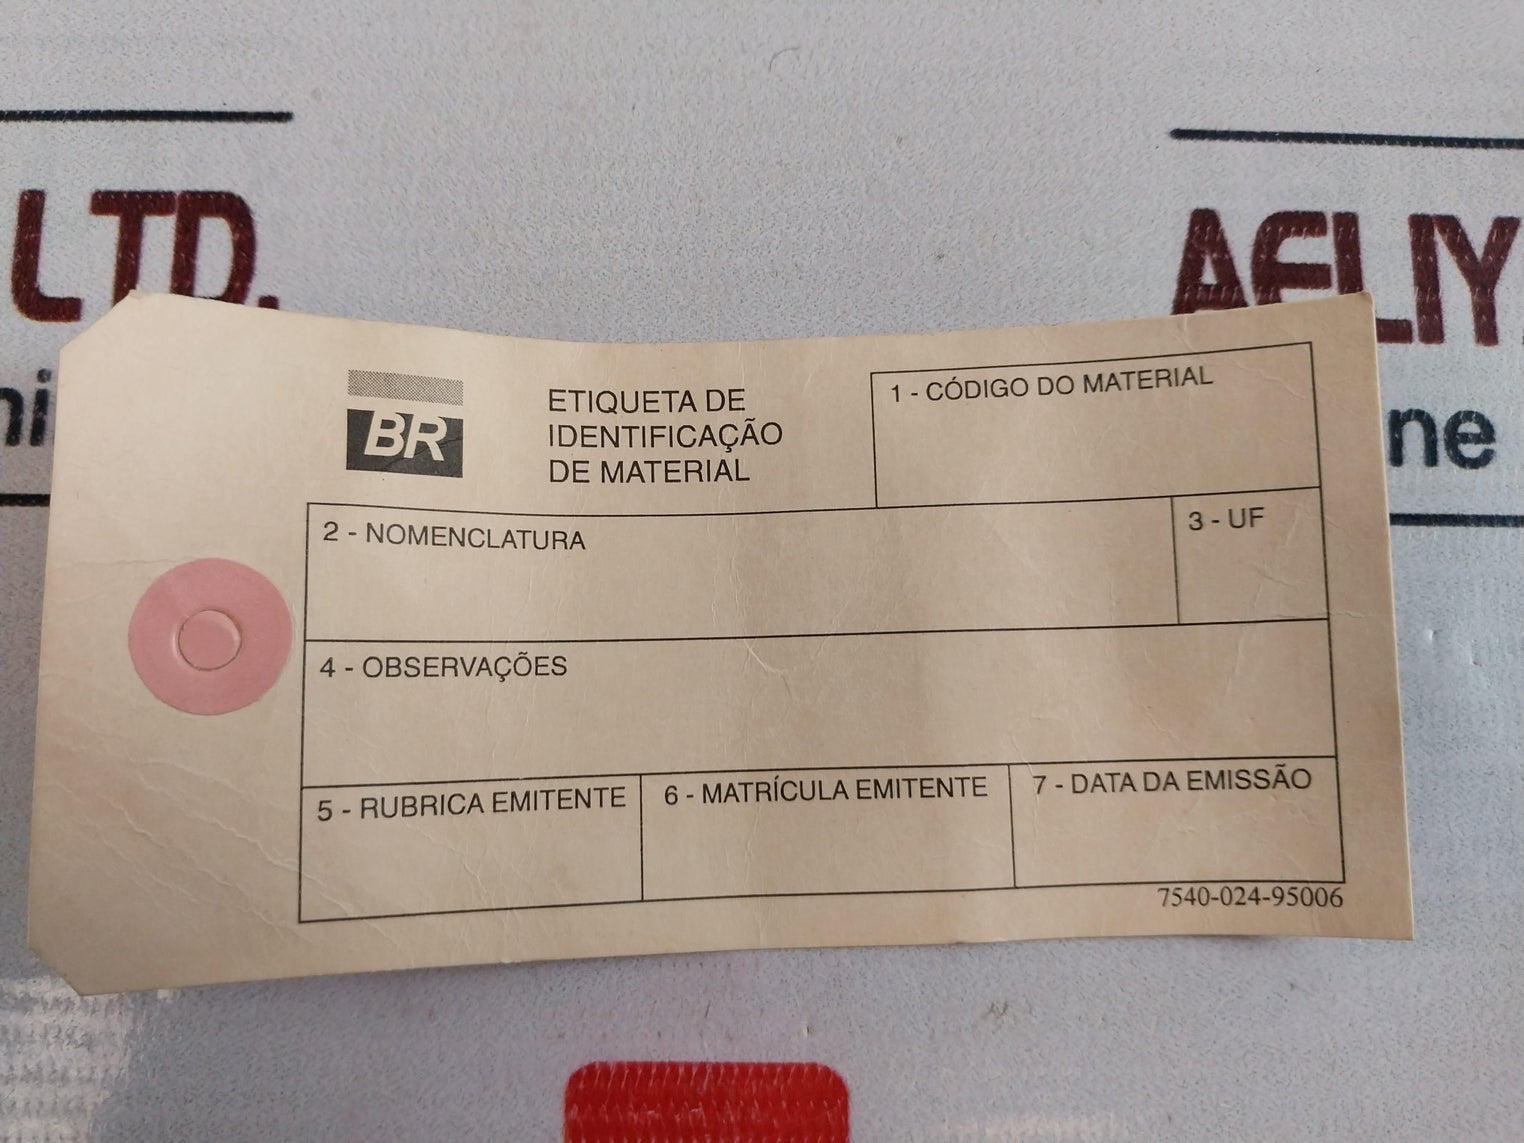 LTD.
AELIY
ni
ne
BR
ETIQUETA DE
IDENTIFICAÇÃO
DE MATERIAL
1 - CÓDIGO DO MATERIAL
2 - NOMENCLATURA
3 - UF
4 - OBSERVAÇÕES
5 - RUBRICA EMITENTE
6 - MATRÍCULA EMITENTE
7 - DATA DA EMISSÃO
7540-024-95006